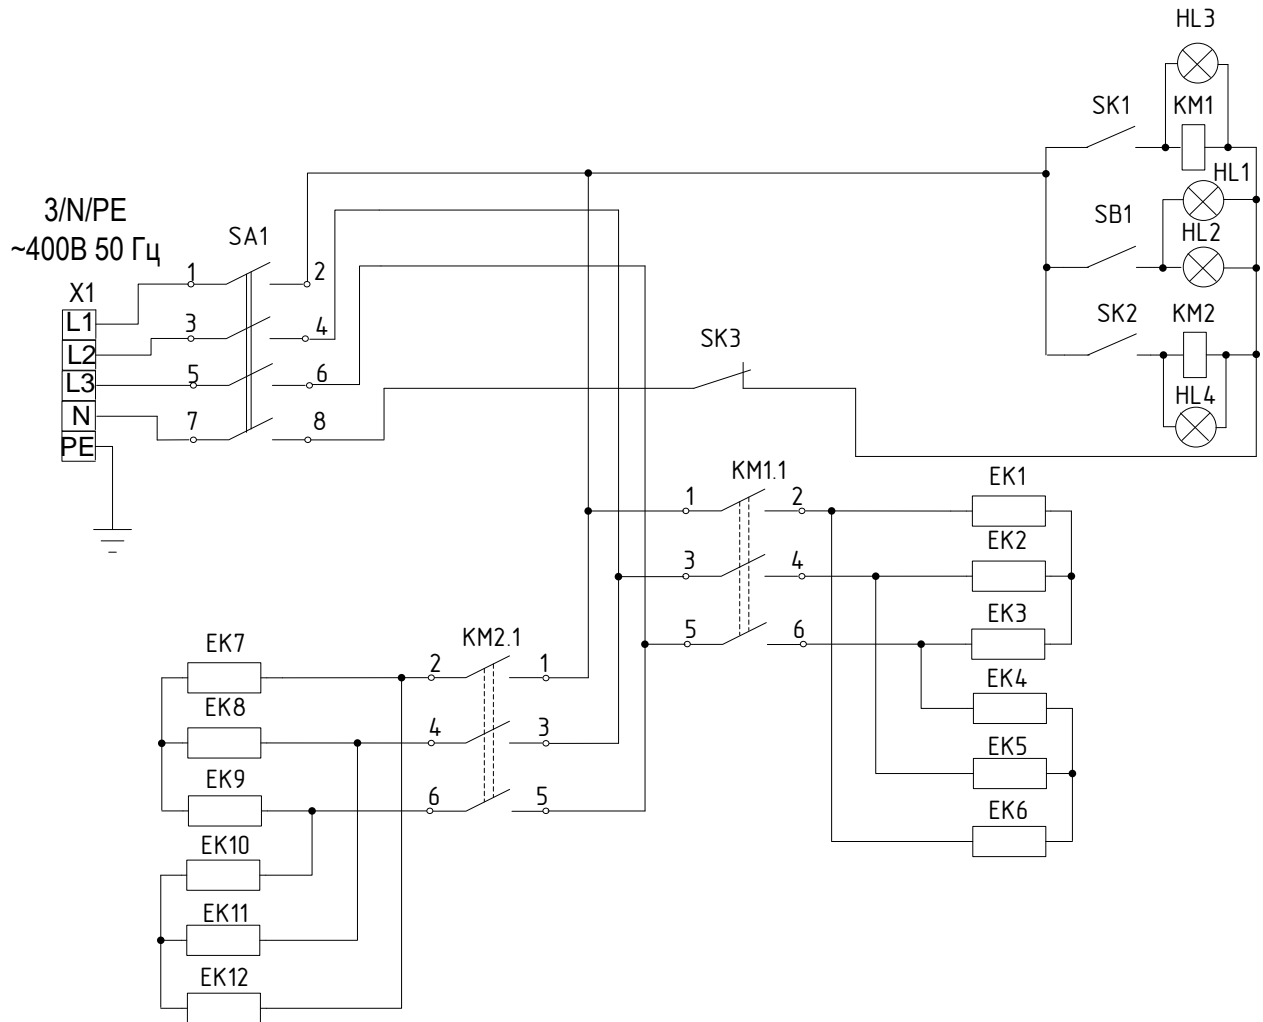 HL3
SK1
KM1
HL1
SB1
HL2
SK2
KM2
HL4
3/N/PE
~400В 50 Гц
SA1
X1
L1
L2
L3
N
PE
1
2
3
4
5
6
7
8
SK3
KM1.1
1
2
3
4
5
6
EK1
EK2
EK3
EK4
EK5
EK6
KM2.1
2
1
4
3
6
5
EK7
EK8
EK9
EK10
EK11
EK12